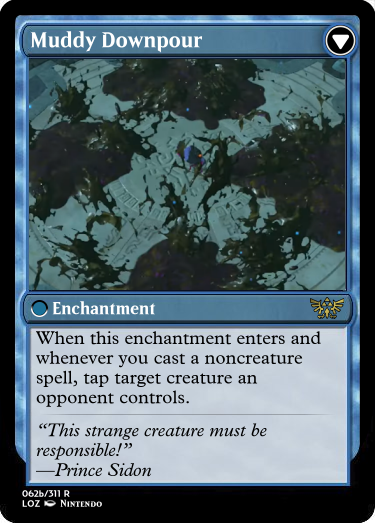 Muddy Downpour
Enchantment
When this enchantment enters and
whenever you cast a noncreature
spell, tap target creature an
opponent controls.
“This strange creature must be
responsible!”
—Prince Sidon
062b/311 R
LOZ Nintendo